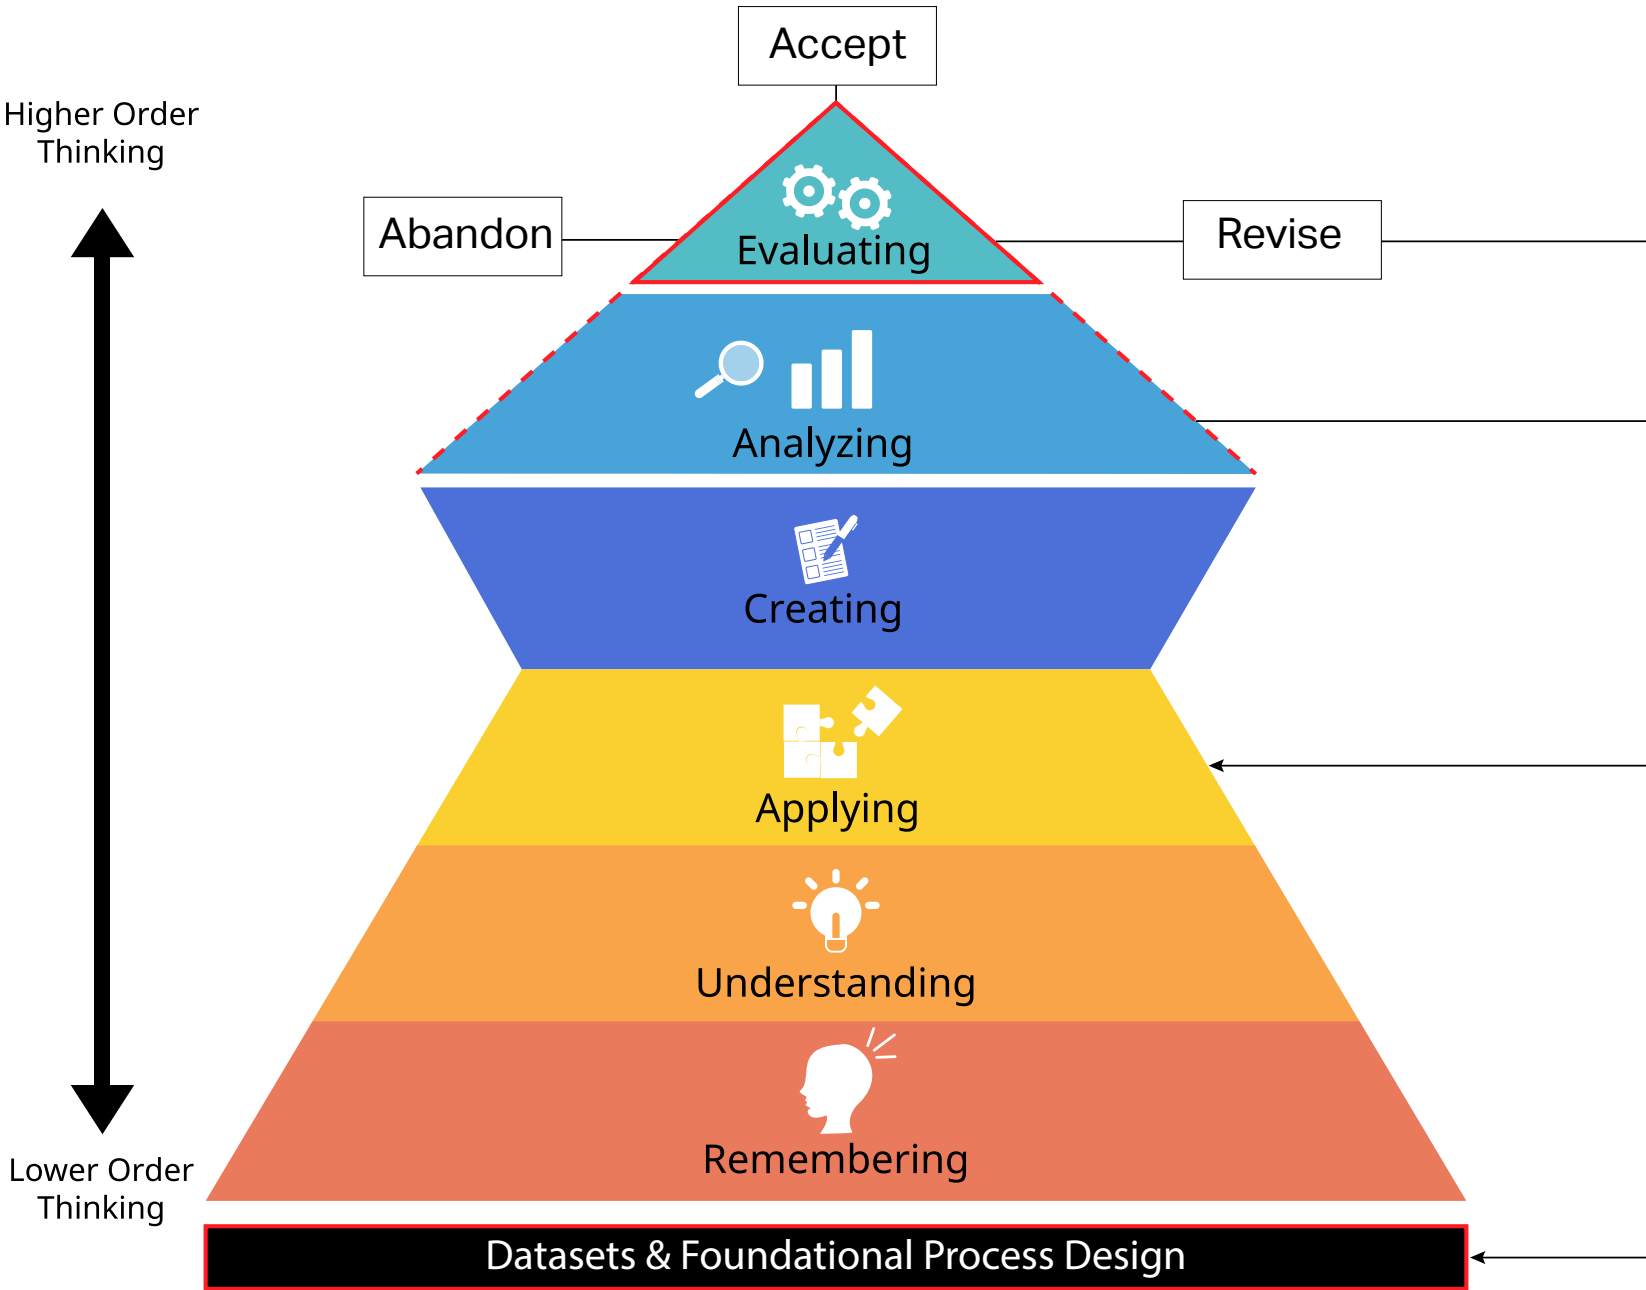 Accept
Higher Order
Thinking
Abandon
Revise
Evaluating
Analyzing
Creating
Applying
Understanding
Remembering
Lower Order
Thinking
Datasets & Foundational Process Design